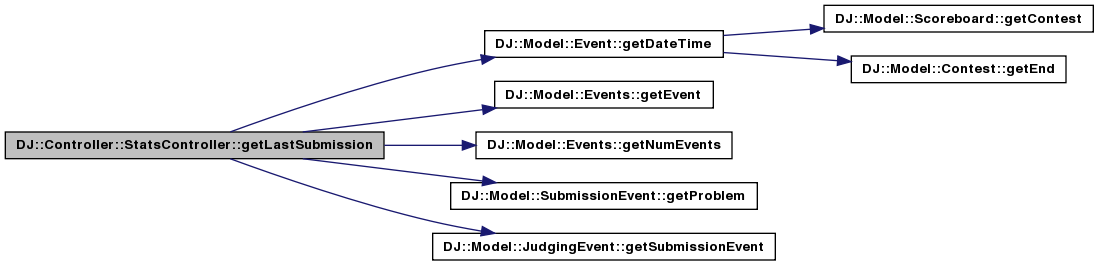 DJ::Model::Scoreboard::getContest
DJ::Model::Event::getDateTime
DJ::Model::Contest::getEnd
DJ::Model::Events::getEvent
DJ::Controller::StatsController::getLastSubmission
DJ::Model::Events::getNumEvents
DJ::Model::SubmissionEvent::getProblem
DJ::Model::JudgingEvent::getSubmissionEvent